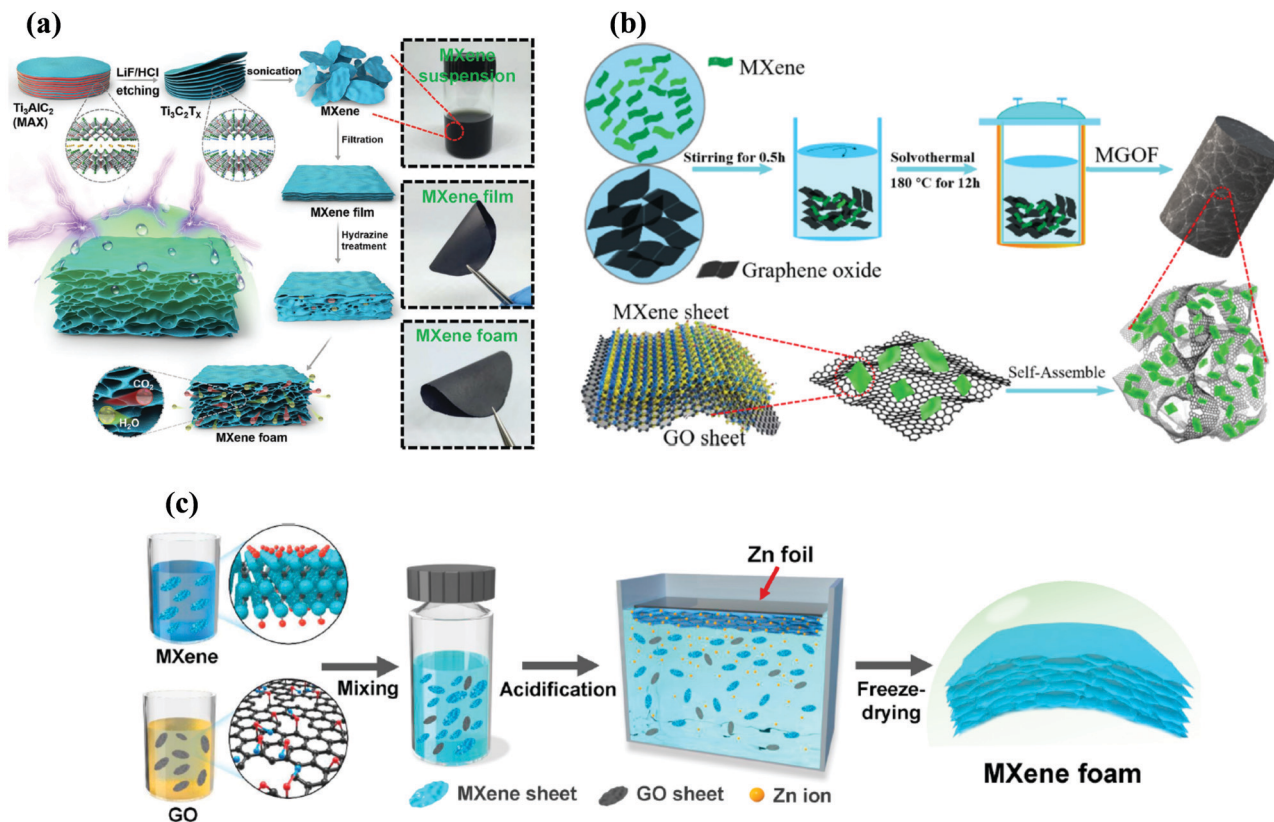 (a)
LiF/HCl
etching
sonication
Ti₃AlC₂
(MAX)
Ti₃C₂Tₓ
MXene
MXene
suspension
Filtration
MXene film
MXene film
Hydrazine
treatment
MXene foam
CO₂
H₂O
MXene foam
(b)
MXene
Stirring for 0.5h
Solvothermal
180 °C for 12h
MGOF
Graphene oxide
MXene sheet
Self-Assemble
GO sheet
(c)
MXene
GO
Mixing
Acidification
Zn foil
Freeze-
drying
MXene foam
MXene sheet
GO sheet
Zn ion